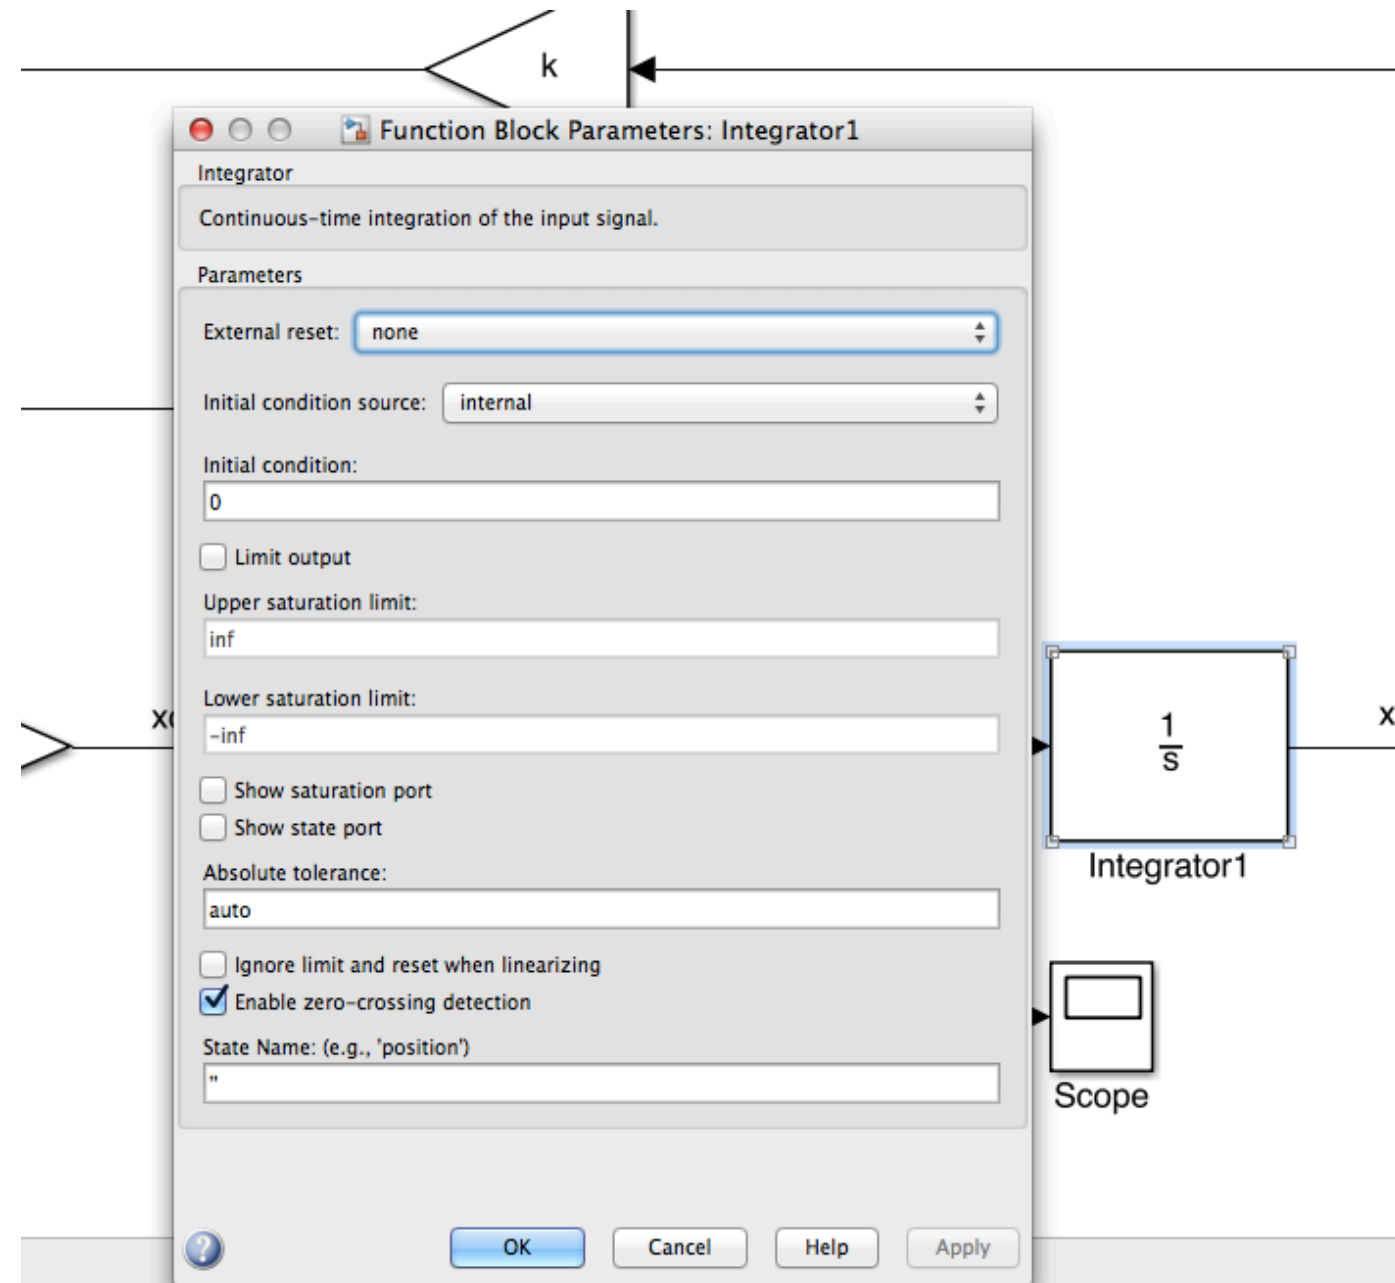 k
Function Block Parameters: Integrator1
Integrator
Continuous-time integration of the input signal.
Parameters
External reset: none
Initial condition source: internal
Initial condition:
0
Limit output
Upper saturation limit:
inf
Lower saturation limit:
-inf
Show saturation port
Show state port
Absolute tolerance:
auto
Ignore limit and reset when linearizing
Enable zero-crossing detection
State Name: (e.g., 'position')
''
OK Cancel Help Apply
x
1
s
x
Integrator1
Scope